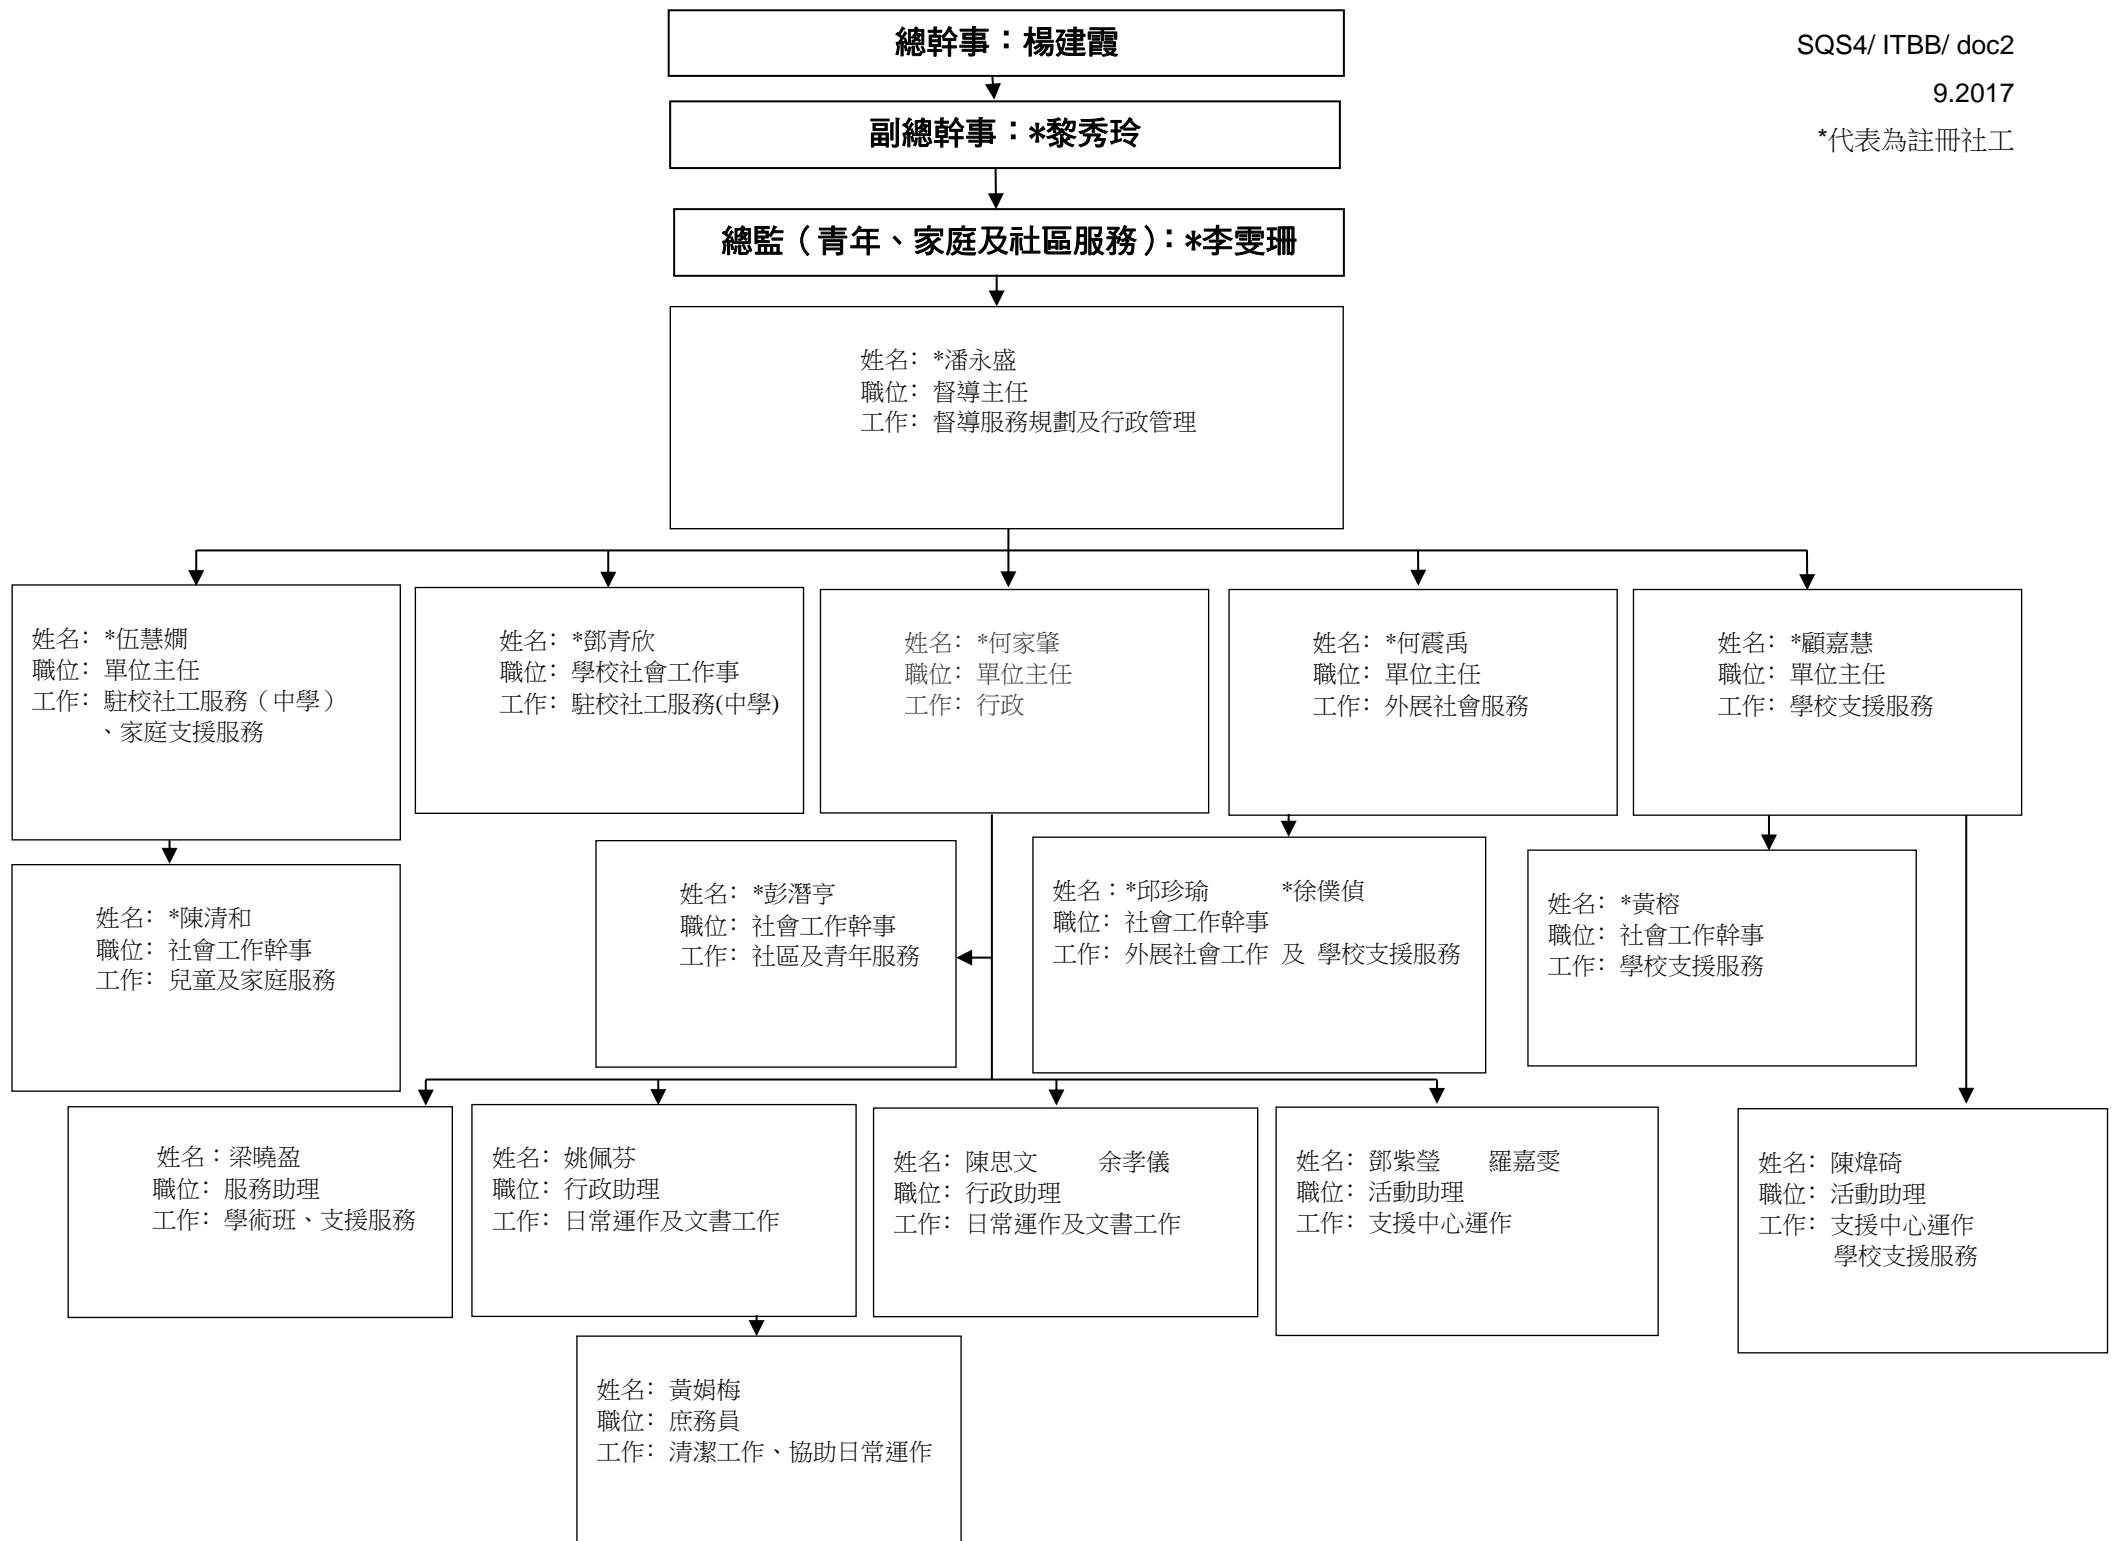 總幹事：楊建霞
SQS4/ ITBB/ doc2
9.2017
*代表為註冊社工
副總幹事：*黎秀玲
總監（青年、家庭及社區服務）：*李雯珊
姓名: *潘永盛
職位: 督導主任
工作: 督導服務規劃及行政管理
姓名: *伍慧嫺
職位: 單位主任
工作: 駐校社工服務（中學）
、家庭支援服務
姓名: *鄧青欣
職位: 學校社會工作事
工作: 駐校社工服務(中學)
姓名: *何家肇
職位: 單位主任
工作: 行政
姓名: *何震禹
職位: 單位主任
工作: 外展社會服務
姓名: *顧嘉慧
職位: 單位主任
工作: 學校支援服務
姓名: *陳清和
職位: 社會工作幹事
工作: 兒童及家庭服務
姓名: *彭潛亨
職位: 社會工作幹事
工作: 社區及青年服務
姓名：*邱珍瑜 *徐僕偵
職位: 社會工作幹事
工作: 外展社會工作 及 學校支援服務
姓名: *黃榕
職位: 社會工作幹事
工作: 學校支援服務
姓名：梁曉盈
職位: 服務助理
工作: 學術班、支援服務
姓名: 姚佩芬
職位: 行政助理
工作: 日常運作及文書工作
姓名: 陳思文 余孝儀
職位: 行政助理
工作: 日常運作及文書工作
姓名: 鄧紫瑩 羅嘉雯
職位: 活動助理
工作: 支援中心運作
姓名: 陳煒碕
職位: 活動助理
工作: 支援中心運作
學校支援服務
姓名: 黃娟梅
職位: 庶務員
工作: 清潔工作、協助日常運作